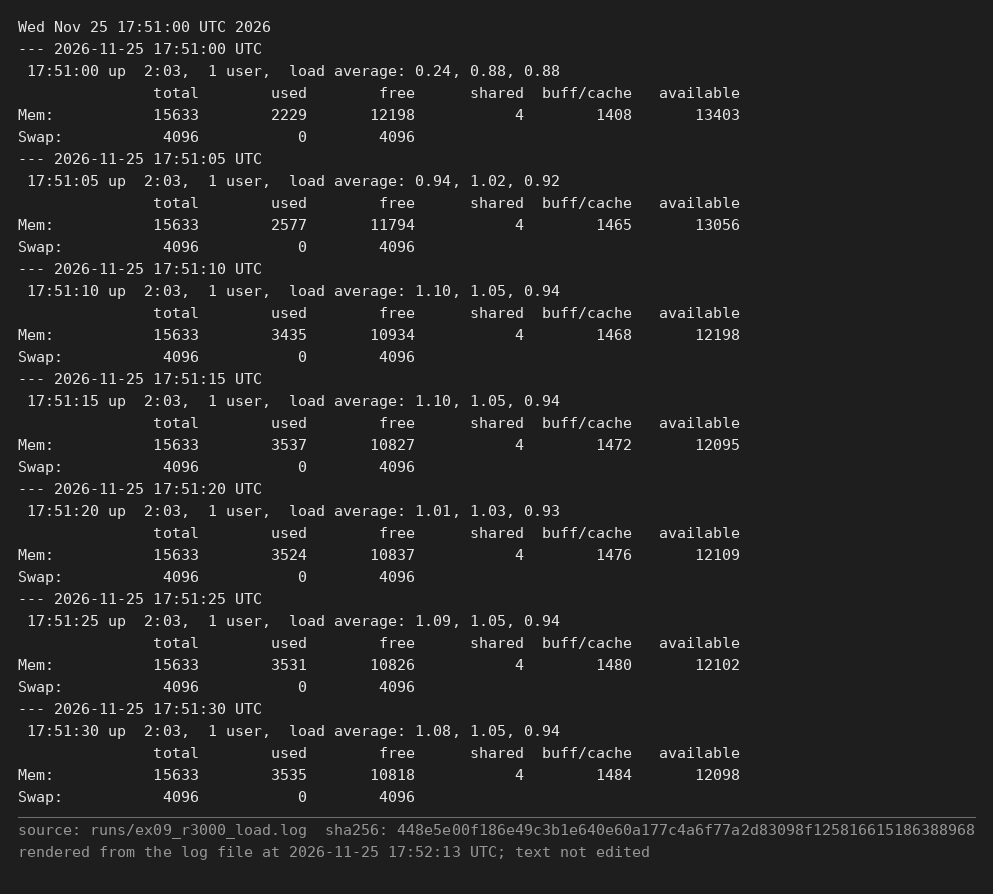 Wed Nov 25 17:51:00 UTC 2026
--- 2026-11-25 17:51:00 UTC
 17:51:00 up  2:03,  1 user,  load average: 0.24, 0.88, 0.88
               total        used        free      shared  buff/cache   available
Mem:           15633        2229       12198           4        1408       13403
Swap:           4096           0        4096
--- 2026-11-25 17:51:05 UTC
 17:51:05 up  2:03,  1 user,  load average: 0.94, 1.02, 0.92
               total        used        free      shared  buff/cache   available
Mem:           15633        2577       11794           4        1465       13056
Swap:           4096           0        4096
--- 2026-11-25 17:51:10 UTC
 17:51:10 up  2:03,  1 user,  load average: 1.10, 1.05, 0.94
               total        used        free      shared  buff/cache   available
Mem:           15633        3435       10934           4        1468       12198
Swap:           4096           0        4096
--- 2026-11-25 17:51:15 UTC
 17:51:15 up  2:03,  1 user,  load average: 1.10, 1.05, 0.94
               total        used        free      shared  buff/cache   available
Mem:           15633        3537       10827           4        1472       12095
Swap:           4096           0        4096
--- 2026-11-25 17:51:20 UTC
 17:51:20 up  2:03,  1 user,  load average: 1.01, 1.03, 0.93
               total        used        free      shared  buff/cache   available
Mem:           15633        3524       10837           4        1476       12109
Swap:           4096           0        4096
--- 2026-11-25 17:51:25 UTC
 17:51:25 up  2:03,  1 user,  load average: 1.09, 1.05, 0.94
               total        used        free      shared  buff/cache   available
Mem:           15633        3531       10826           4        1480       12102
Swap:           4096           0        4096
--- 2026-11-25 17:51:30 UTC
 17:51:30 up  2:03,  1 user,  load average: 1.08, 1.05, 0.94
               total        used        free      shared  buff/cache   available
Mem:           15633        3535       10818           4        1484       12098
Swap:           4096           0        4096
source: runs/ex09_r3000_load.log  sha256: 448e5e00f186e49c3b1e640e60a177c4a6f77a2d83098f125816615186388968
rendered from the log file at 2026-11-25 17:52:13 UTC; text not edited